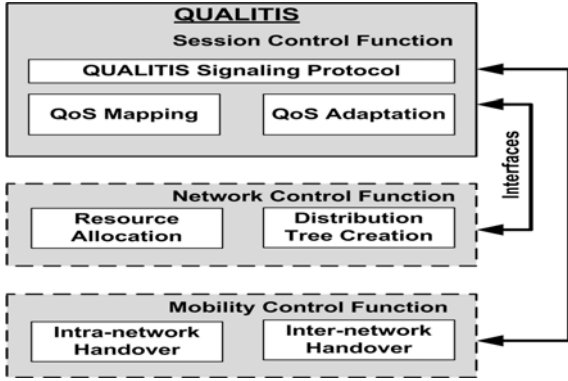 QUALITIS
Session Control Function
QUALITIS Signaling Protocol
QoS Mapping
QoS Adaptation
Interfaces
Network Control Function
Resource
Allocation
Distribution
Tree Creation
Mobility Control Function
Intra-network
Handover
Inter-network
Handover